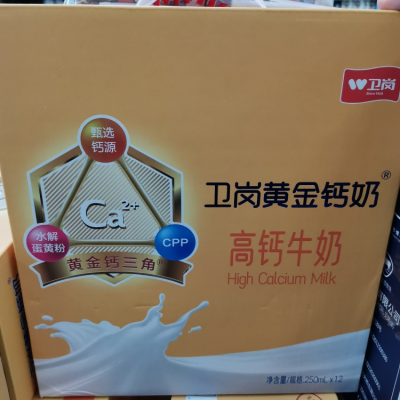 卫岗
Since 1928
甄选
钙源
Ca2+
水解
蛋黄粉
CPP
黄金钙三角®
卫岗黄金钙奶®
高钙牛奶
High Calcium Milk
净含量/规格:250mL×12